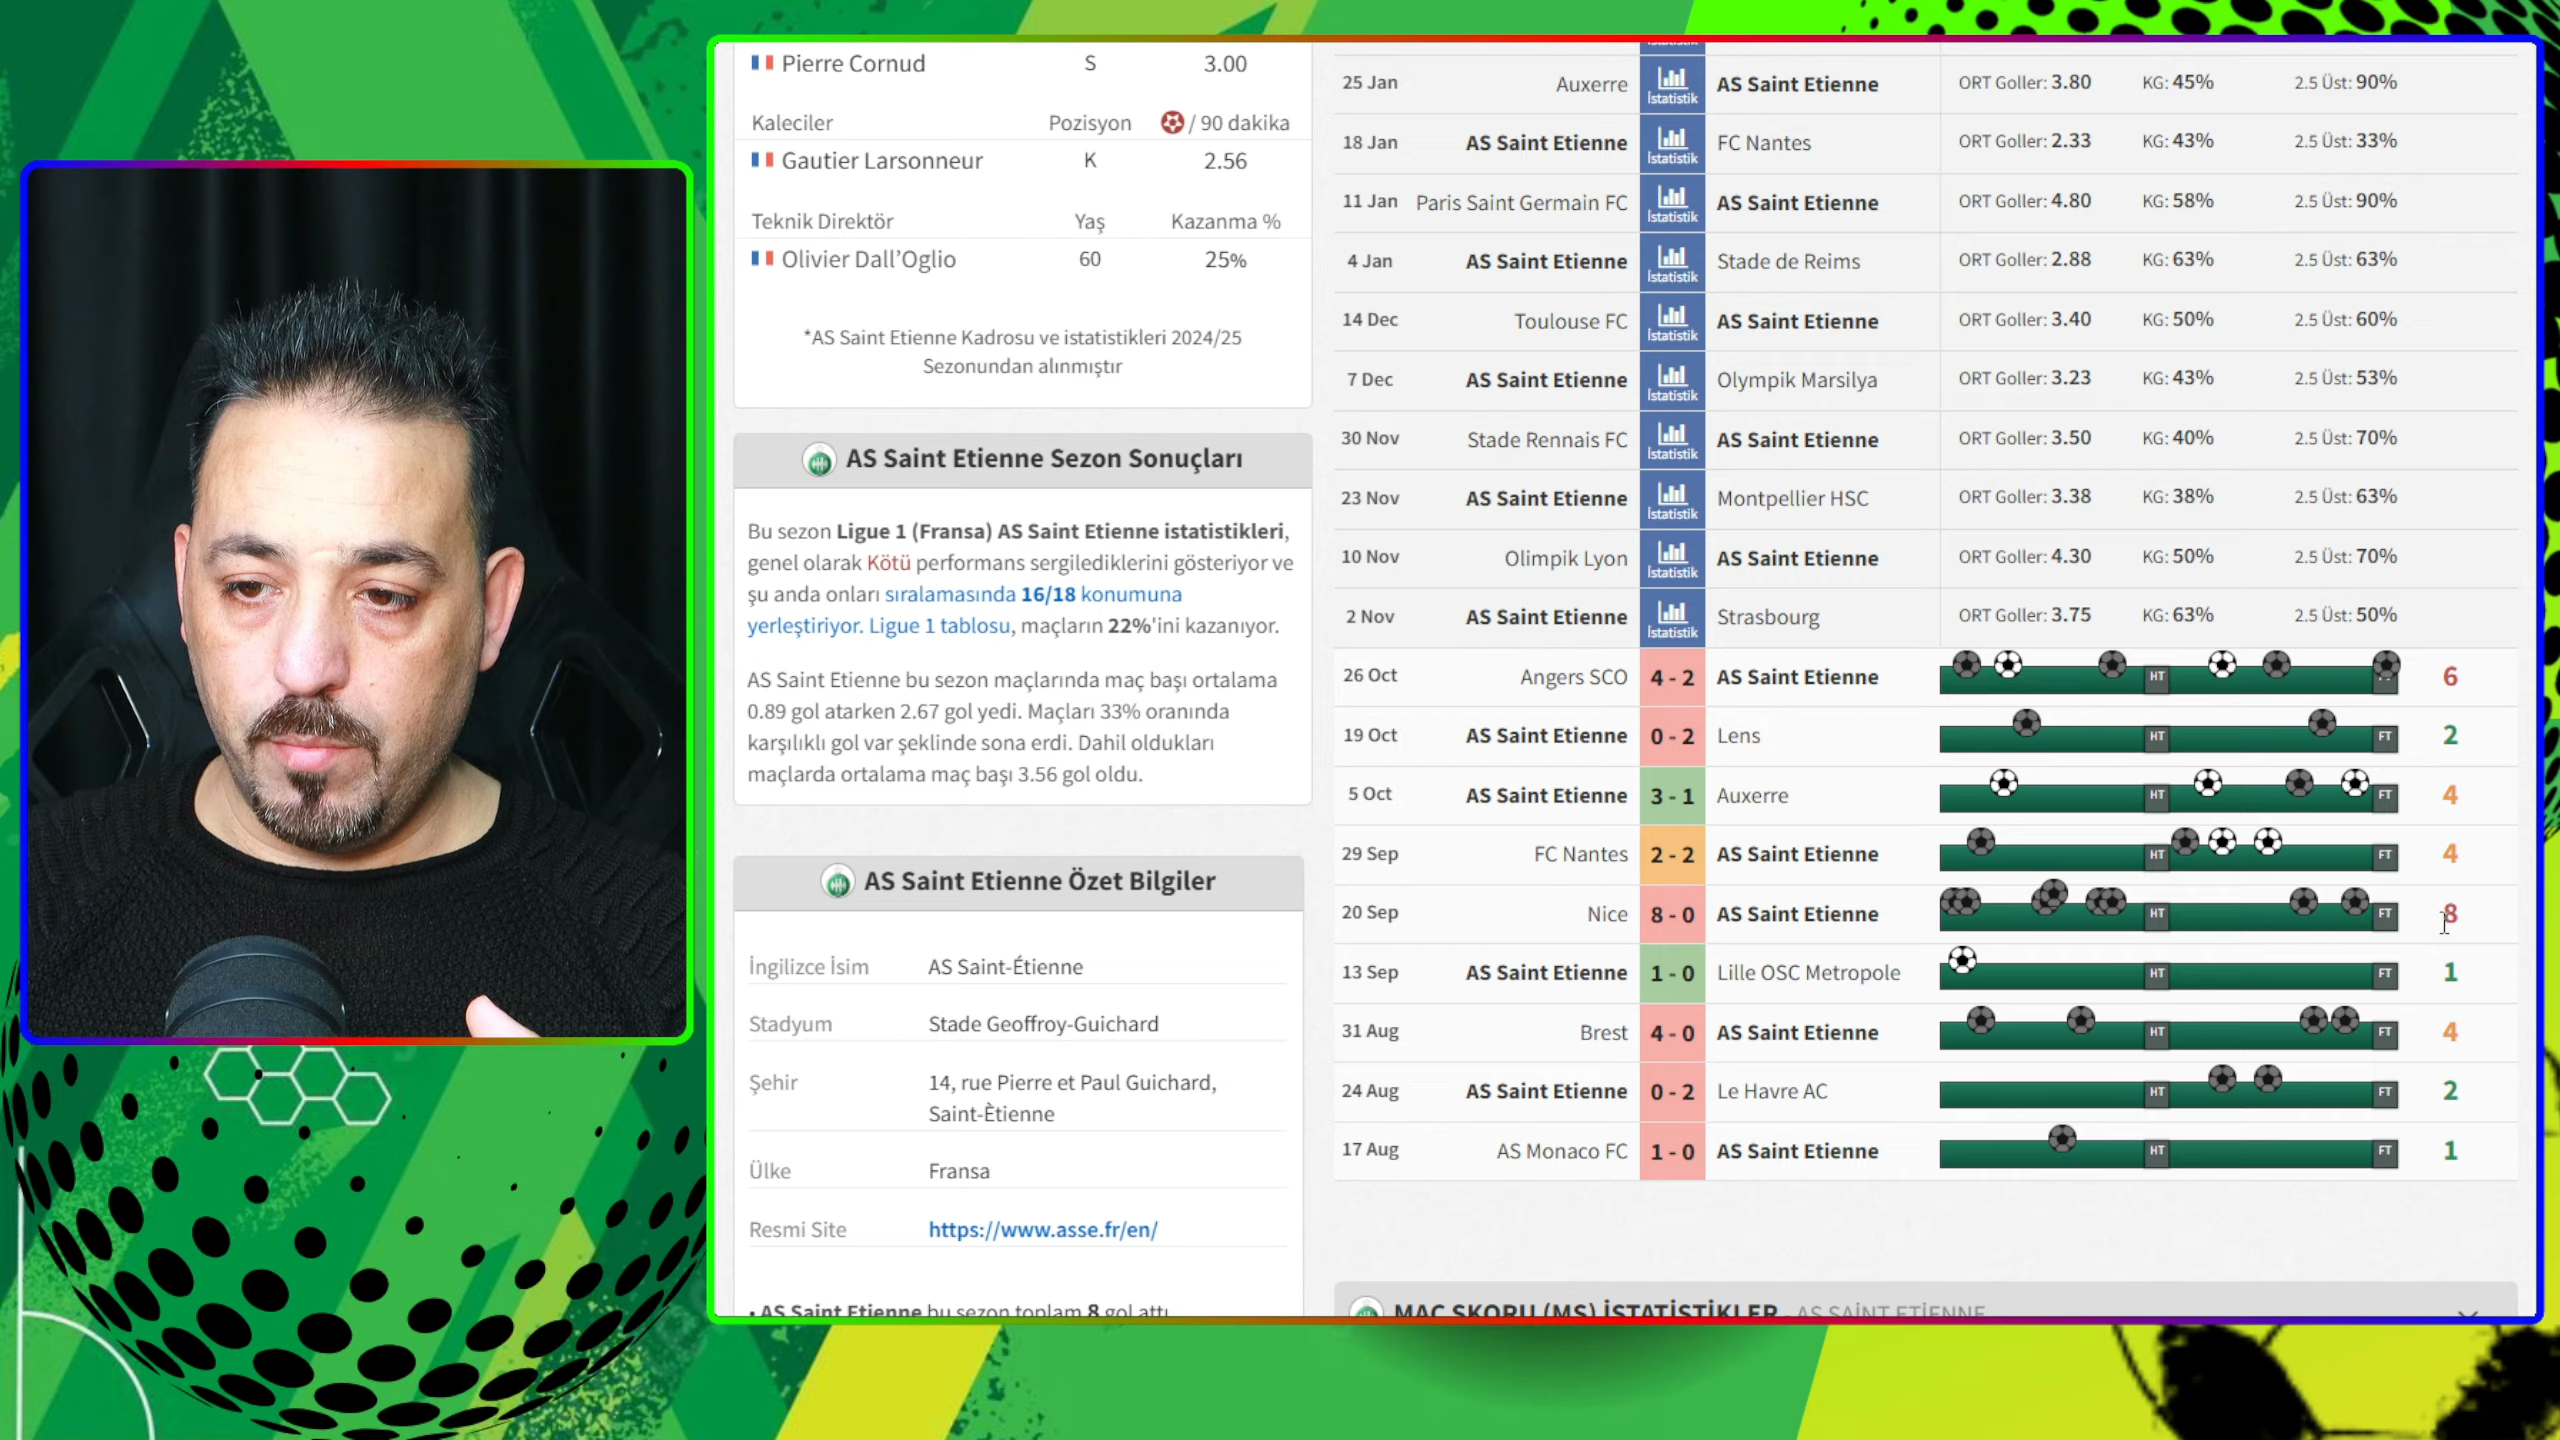 Pierre Cornud S 3.00
Kaleciler Pozisyon / 90 dakika
Gautier Larsonneur K 2.56
Teknik Direktör Yaş Kazanma %
Olivier Dall'Oglio 60 25%
*AS Saint Etienne Kadrosu ve istatistikleri 2024/25
Sezonundan alınmıştır
AS Saint Etienne Sezon Sonuçları
Bu sezon Ligue 1 (Fransa) AS Saint Etienne istatistikleri,
genel olarak Kötü performans sergilediklerini gösteriyor ve
şu anda onları sıralamasında 16/18 konumuna
yerleştiriyor. Ligue 1 tablosu, maçların 22%'ini kazanıyor.
AS Saint Etienne bu sezon maçlarında maç başı ortalama
0.89 gol atarken 2.67 gol yedi. Maçları 33% oranında
karşılıklı gol var şeklinde sona erdi. Dahil oldukları
maçlarda ortalama maç başı 3.56 gol oldu.
AS Saint Etienne Özet Bilgiler
İngilizce İsim AS Saint-Étienne
Stadyum Stade Geoffroy-Guichard
Şehir 14, rue Pierre et Paul Guichard,
Saint-Ètienne
Ülke Fransa
Resmi Site https://www.asse.fr/en/
• AS Saint Etienne bu sezon toplam 8 gol attı
25 Jan Auxerre İstatistik AS Saint Etienne ORT Goller: 3.80 KG: 45% 2.5 Üst: 90%
18 Jan AS Saint Etienne İstatistik FC Nantes ORT Goller: 2.33 KG: 43% 2.5 Üst: 33%
11 Jan Paris Saint Germain FC İstatistik AS Saint Etienne ORT Goller: 4.80 KG: 58% 2.5 Üst: 90%
4 Jan AS Saint Etienne İstatistik Stade de Reims ORT Goller: 2.88 KG: 63% 2.5 Üst: 63%
14 Dec Toulouse FC İstatistik AS Saint Etienne ORT Goller: 3.40 KG: 50% 2.5 Üst: 60%
7 Dec AS Saint Etienne İstatistik Olympik Marsilya ORT Goller: 3.23 KG: 43% 2.5 Üst: 53%
30 Nov Stade Rennais FC İstatistik AS Saint Etienne ORT Goller: 3.50 KG: 40% 2.5 Üst: 70%
23 Nov AS Saint Etienne İstatistik Montpellier HSC ORT Goller: 3.38 KG: 38% 2.5 Üst: 63%
10 Nov Olimpik Lyon İstatistik AS Saint Etienne ORT Goller: 4.30 KG: 50% 2.5 Üst: 70%
2 Nov AS Saint Etienne İstatistik Strasbourg ORT Goller: 3.75 KG: 63% 2.5 Üst: 50%
26 Oct Angers SCO 4 - 2 AS Saint Etienne HT 6
19 Oct AS Saint Etienne 0 - 2 Lens HT FT 2
5 Oct AS Saint Etienne 3 - 1 Auxerre HT FT 4
29 Sep FC Nantes 2 - 2 AS Saint Etienne HT FT 4
20 Sep Nice 8 - 0 AS Saint Etienne HT FT 8
13 Sep AS Saint Etienne 1 - 0 Lille OSC Metropole HT FT 1
31 Aug Brest 4 - 0 AS Saint Etienne HT FT 4
24 Aug AS Saint Etienne 0 - 2 Le Havre AC HT FT 2
17 Aug AS Monaco FC 1 - 0 AS Saint Etienne HT FT 1
MAÇ SKORU (MS) İSTATİSTİKLER - AS SAİNT ETİENNE